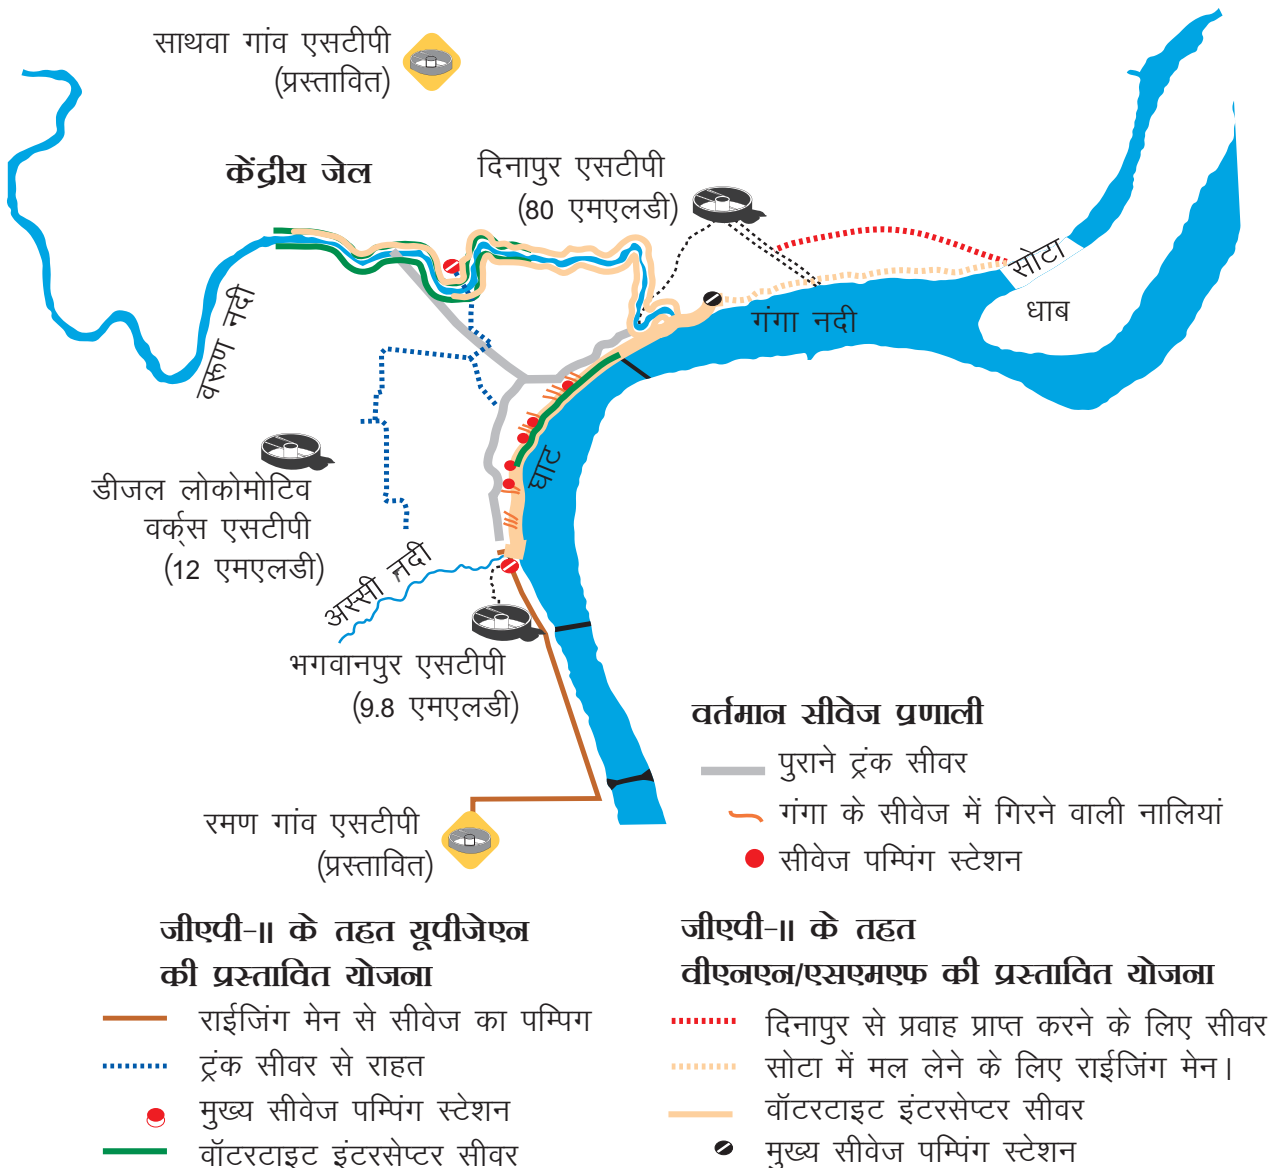 साथवा गांव एसटीपी
(प्रस्तावित)
केंद्रीय जेल
दिनापुर एसटीपी
(80 एमएलडी)
सोटा
धाब
गंगा नदी
वरूण नदी
घाट
डीजल लोकोमोटिव
वर्क्स एसटीपी
(12 एमएलडी)
अस्सी नदी
भगवानपुर एसटीपी
(9.8 एमएलडी)
रमण गांव एसटीपी
(प्रस्तावित)
वर्तमान सीवेज प्रणाली
पुराने ट्रंक सीवर
गंगा के सीवेज में गिरने वाली नालियां
सीवेज पम्पिंग स्टेशन
जीएपी-II के तहत यूपीजेएन
की प्रस्तावित योजना
राईजिंग मेन से सीवेज का पम्पिग
ट्रंक सीवर से राहत
मुख्य सीवेज पम्पिंग स्टेशन
वॉटरटाइट इंटरसेप्टर सीवर
जीएपी-II के तहत
वीएनएन/एसएमएफ की प्रस्तावित योजना
दिनापुर से प्रवाह प्राप्त करने के लिए सीवर
सोटा में मल लेने के लिए राईजिंग मेन।
वॉटरटाइट इंटरसेप्टर सीवर
मुख्य सीवेज पम्पिंग स्टेशन